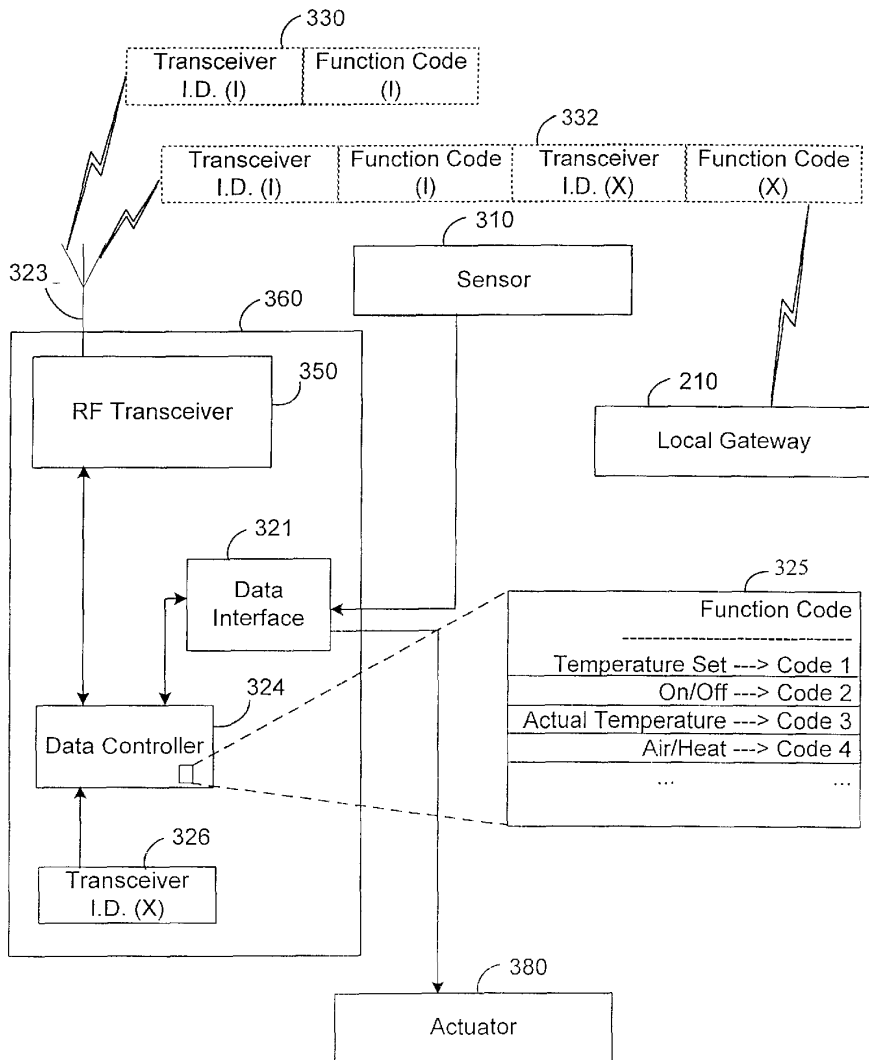 330
Transceiver I.D. (I)
Function Code (I)
332
Transceiver I.D. (I)
Function Code (I)
Transceiver I.D. (X)
Function Code (X)
310
Sensor
323
360
350
RF Transceiver
210
Local Gateway
321
Data Interface
325
Function Code
--------------------------
Temperature Set ---> Code 1
On/Off ---> Code 2
Actual Temperature ---> Code 3
Air/Heat ---> Code 4
... ...
324
Data Controller
326
Transceiver I.D. (X)
380
Actuator